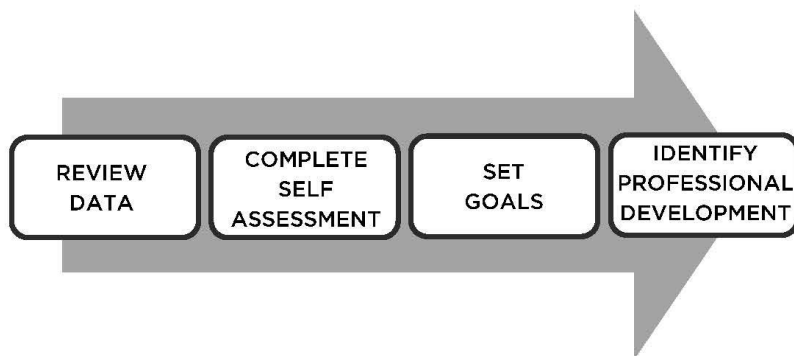 REVIEW
DATA
COMPLETE
SELF
ASSESSMENT
SET
GOALS
IDENTIFY
PROFESSIONAL
DEVELOPMENT